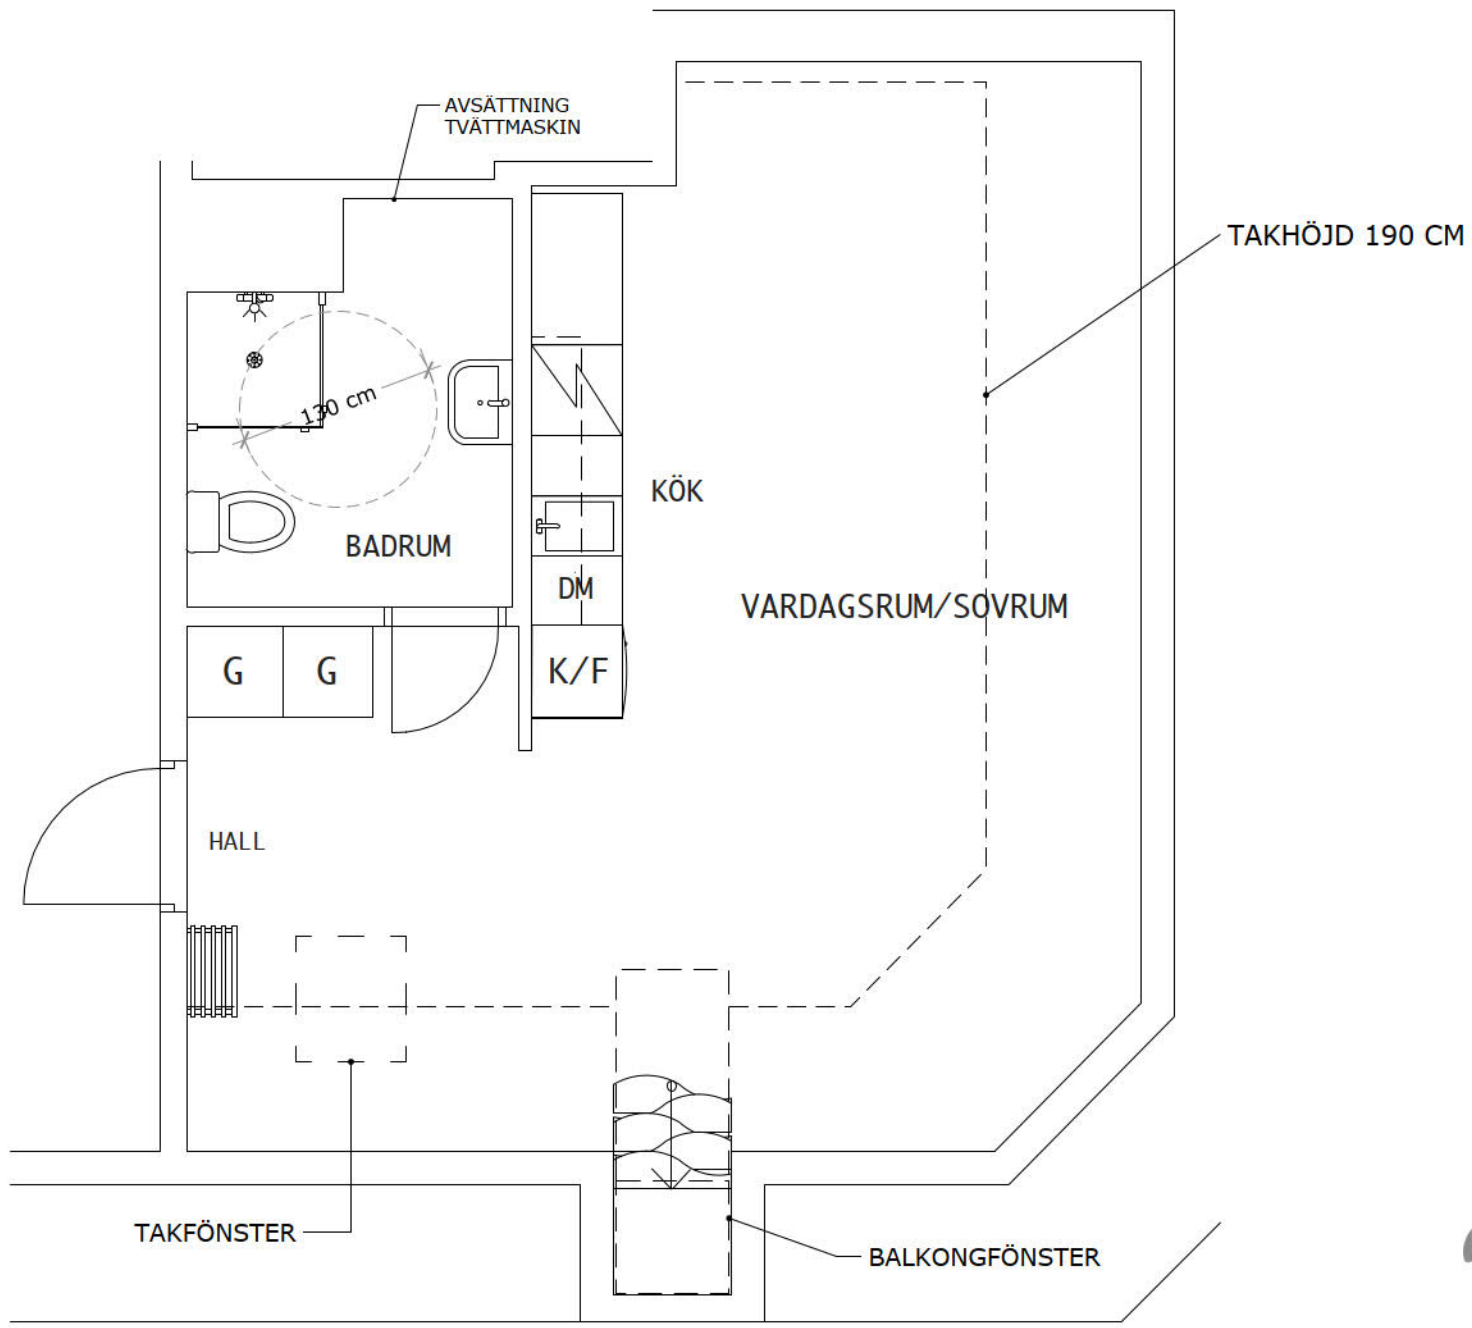 AVSÄTTNING
TVÄTTMASKIN
TAKHÖJD 190 CM
130 cm
KÖK
BADRUM
DM
VARDAGSRUM/SOVRUM
G
G
K/F
HALL
TAKFÖNSTER
BALKONGFÖNSTER